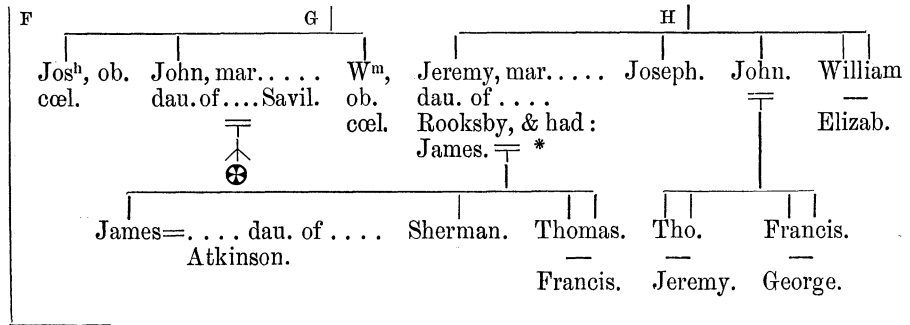 F G H
Josʰ, ob. John, mar..... Wᵐ, Jeremy, mar..... Joseph. John. William
cœl. dau. of .... Savil. ob. dau. of .... —
cœl. Rooksby, & had: Elizab.
James. *
James=.... dau. of .... Sherman. Thomas. Tho. Francis.
Atkinson. — — —
Francis. Jeremy. George.